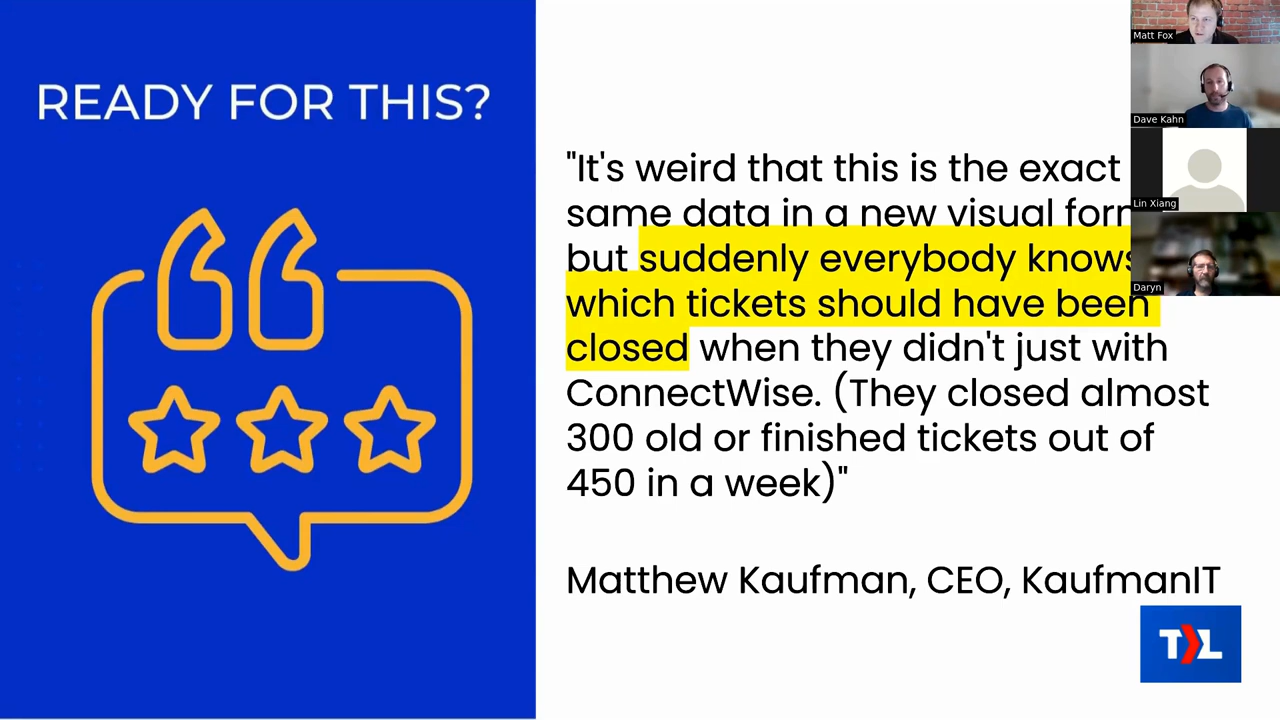 READY FOR THIS?
"It's weird that this is the exact
same data in a new visual form
but suddenly everybody knows
which tickets should have been
closed when they didn't just with
ConnectWise. (They closed almost
300 old or finished tickets out of
450 in a week)"
Matthew Kaufman, CEO, KaufmanIT
Matt Fox
Dave Kahn
Lin Xiang
Daryn
T L